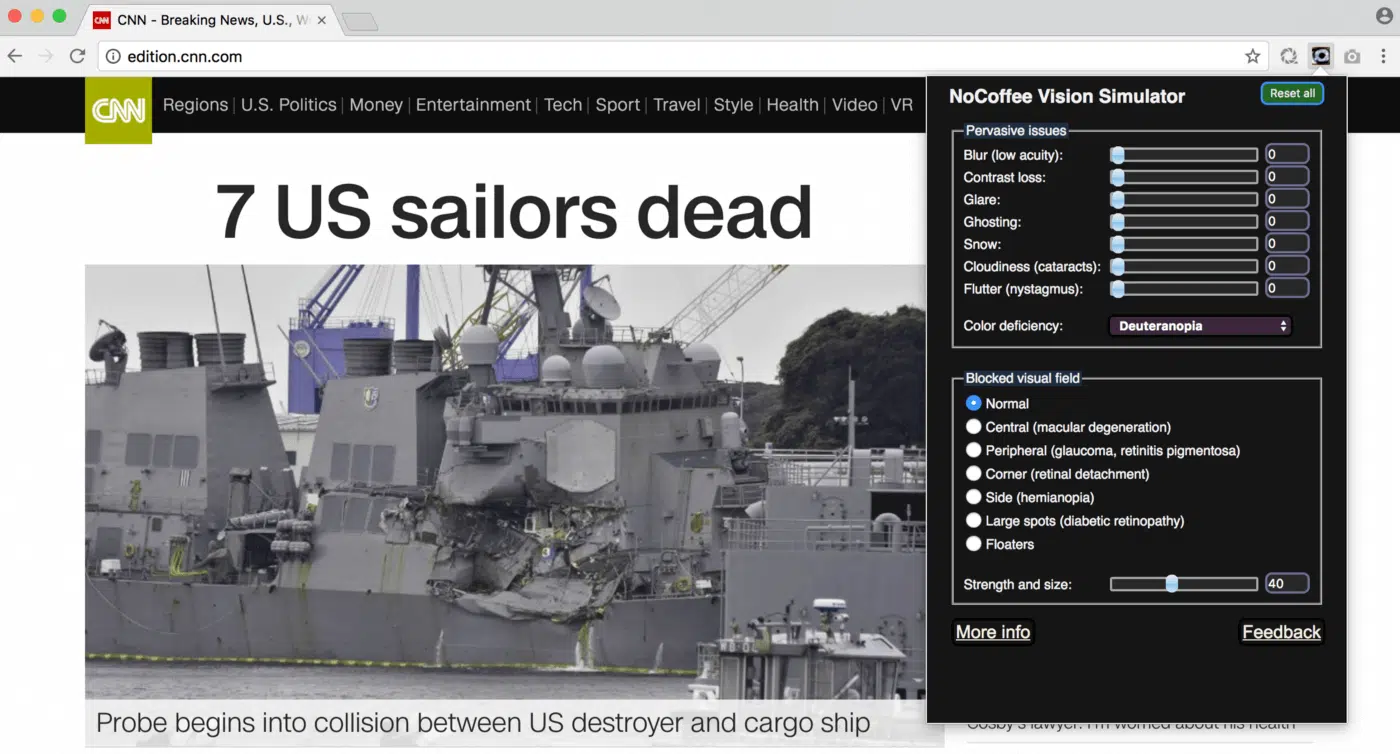 CNN - Breaking News, U.S., W
edition.cnn.com
CNN
Regions | U.S. Politics | Money | Entertainment | Tech | Sport | Travel | Style | Health | Video | VR
7 US sailors dead
Probe begins into collision between US destroyer and cargo ship
NoCoffee Vision Simulator
Reset all
Pervasive issues
Blur (low acuity): 0
Contrast loss: 0
Glare: 0
Ghosting: 0
Snow: 0
Cloudiness (cataracts): 0
Flutter (nystagmus): 0
Color deficiency: Deuteranopia
Blocked visual field
Normal
Central (macular degeneration)
Peripheral (glaucoma, retinitis pigmentosa)
Corner (retinal detachment)
Side (hemianopia)
Large spots (diabetic retinopathy)
Floaters
Strength and size: 40
More info
Feedback
Cosby's lawyer: I'm worried about his health